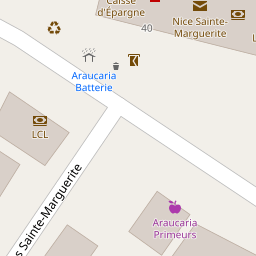 Caisse
d'Épargne
40
Nice Sainte-
Marguerite
Araucaria
Batterie
LCL
Sainte-Marguerite
Araucaria
Primeurs